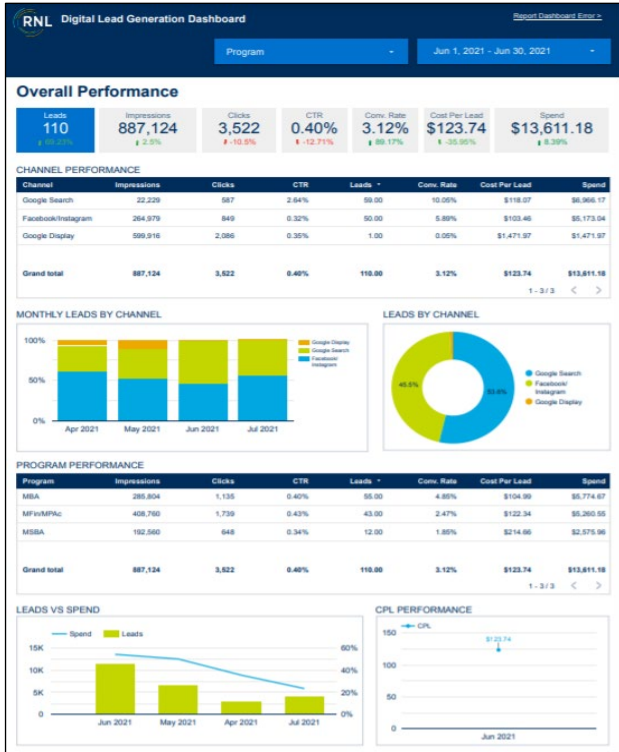 RNL Digital Lead Generation Dashboard
Report Dashboard Error >
Program
Jun 1, 2021 - Jun 30, 2021
Overall Performance
Leads Impressions Clicks CTR Conv. Rate Cost Per Lead Spend
110 887,124 3,522 0.40% 3.12% $123.74 $13,611.18
2.5% -10.5% -12.71% 89.17% -35.95% 8.39%
CHANNEL PERFORMANCE
Channel Impressions Clicks CTR Leads Conv. Rate Cost Per Lead Spend
Google Search 22,229 587 2.64% 59.00 10.05% $118.07 $6,966.17
Facebook/Instagram 264,979 849 0.32% 50.00 5.89% $103.46 $5,173.04
Google Display 599,916 2,086 0.35% 1.00 0.05% $1,471.97 $1,471.97
Grand total 887,124 3,522 0.40% 110.00 3.12% $123.74 $13,611.18
1 - 3 / 3 < >
MONTHLY LEADS BY CHANNEL
100%
50%
0%
Apr 2021 May 2021 Jun 2021 Jul 2021
Google Display
Google Search
Facebook/
Instagram
LEADS BY CHANNEL
45.5%
53.6%
Google Search
Facebook/
Instagram
Google Display
PROGRAM PERFORMANCE
Program Impressions Clicks CTR Leads Conv. Rate Cost Per Lead Spend
MBA 285,804 1,135 0.40% 55.00 4.85% $104.99 $5,774.67
MFin/MPAc 408,760 1,739 0.43% 43.00 2.47% $122.34 $5,260.55
MSBA 192,560 648 0.34% 12.00 1.85% $214.66 $2,575.96
Grand total 887,124 3,522 0.40% 110.00 3.12% $123.74 $13,611.18
1 - 3 / 3 < >
LEADS VS SPEND
Spend Leads
15K 60%
10K 40%
5K 20%
0 0%
Jun 2021 May 2021 Apr 2021 Jul 2021
CPL PERFORMANCE
CPL
150
$123.74
100
50
0
Jun 2021